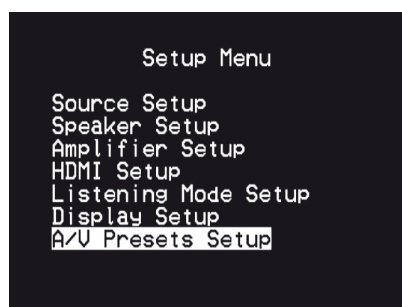 Setup Menu
Source Setup
Speaker Setup
Amplifier Setup
HDMI Setup
Listening Mode Setup
Display Setup
A/V Presets Setup